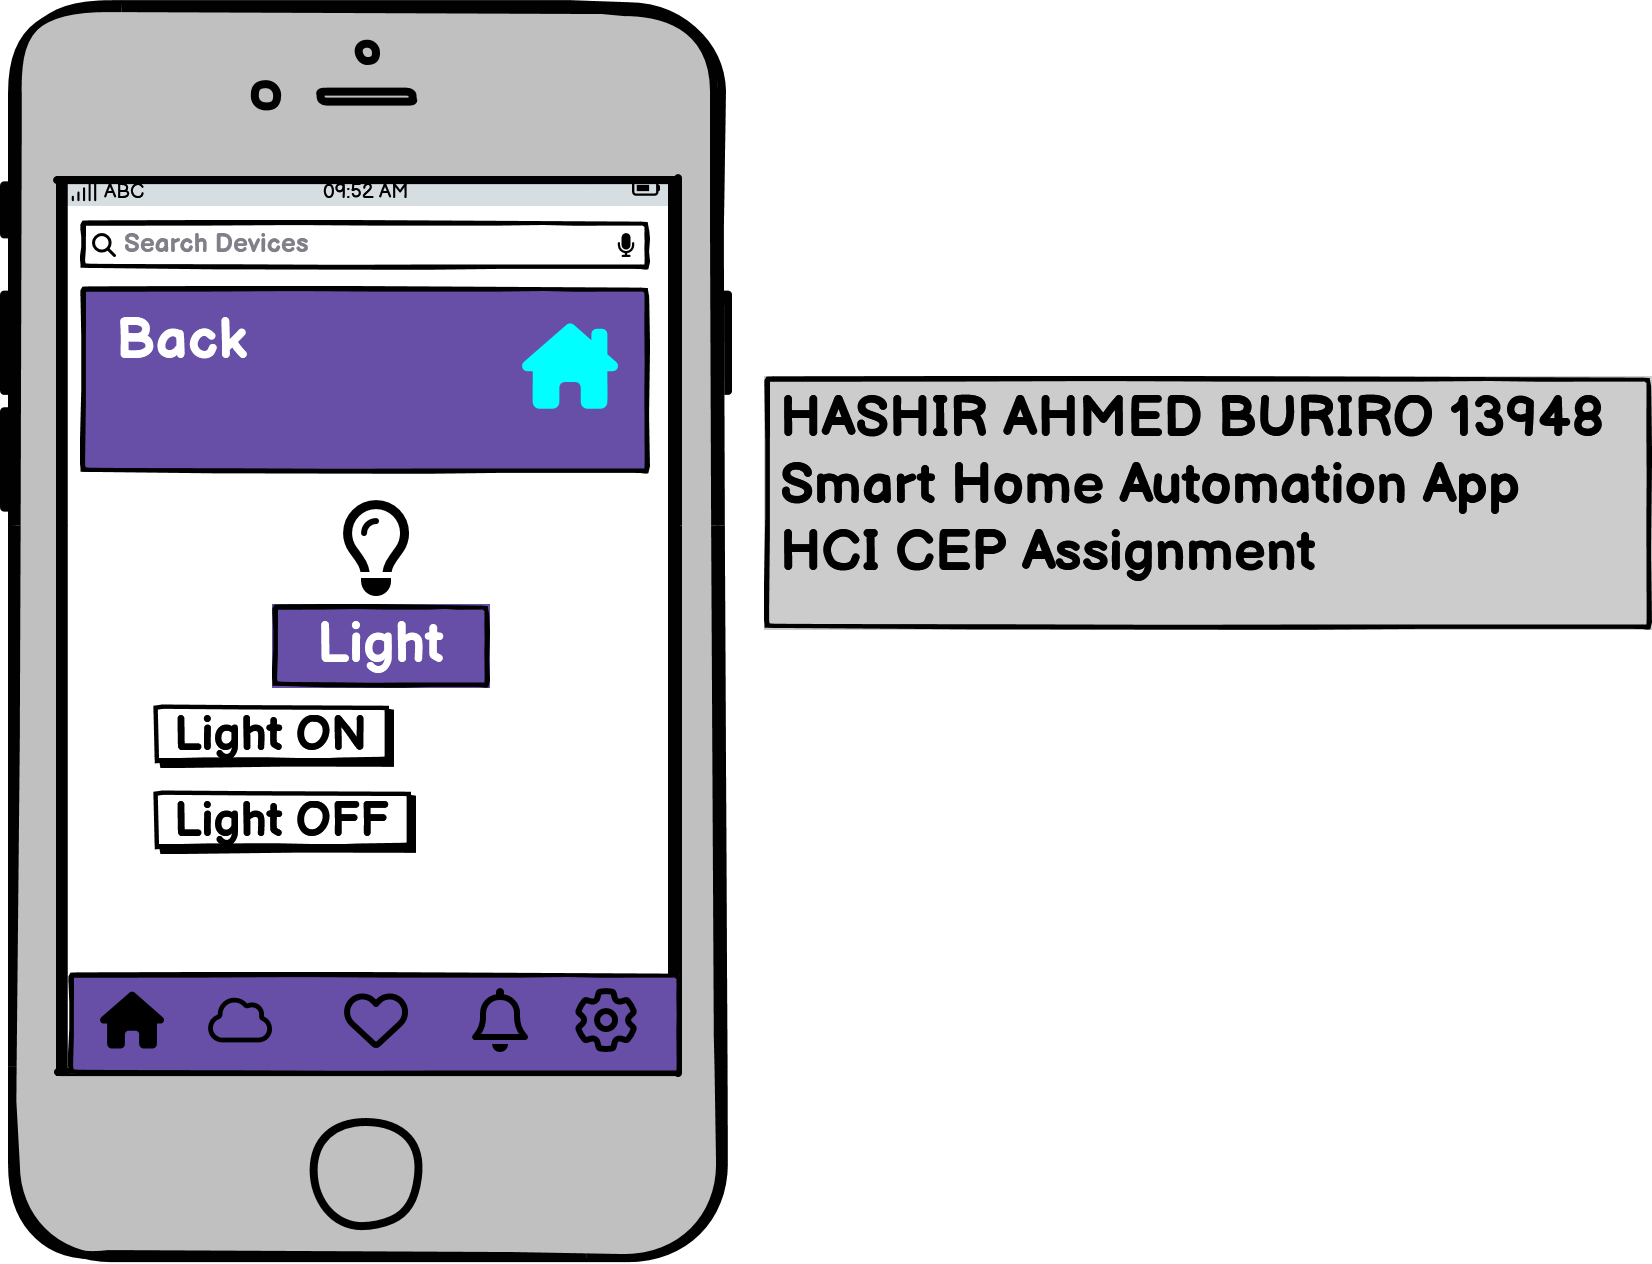 ABC 09:52 AM
Search Devices
Back
Light
Light ON
Light OFF
HASHIR AHMED BURIRO 13948
Smart Home Automation App
HCI CEP Assignment